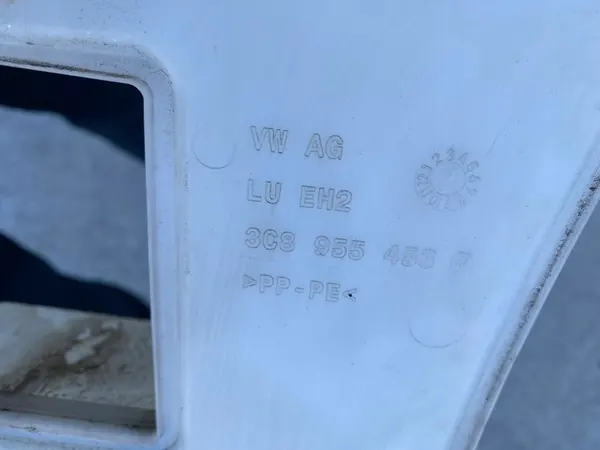 VW AG
LU EH2
3C8 955
>PP-PE<